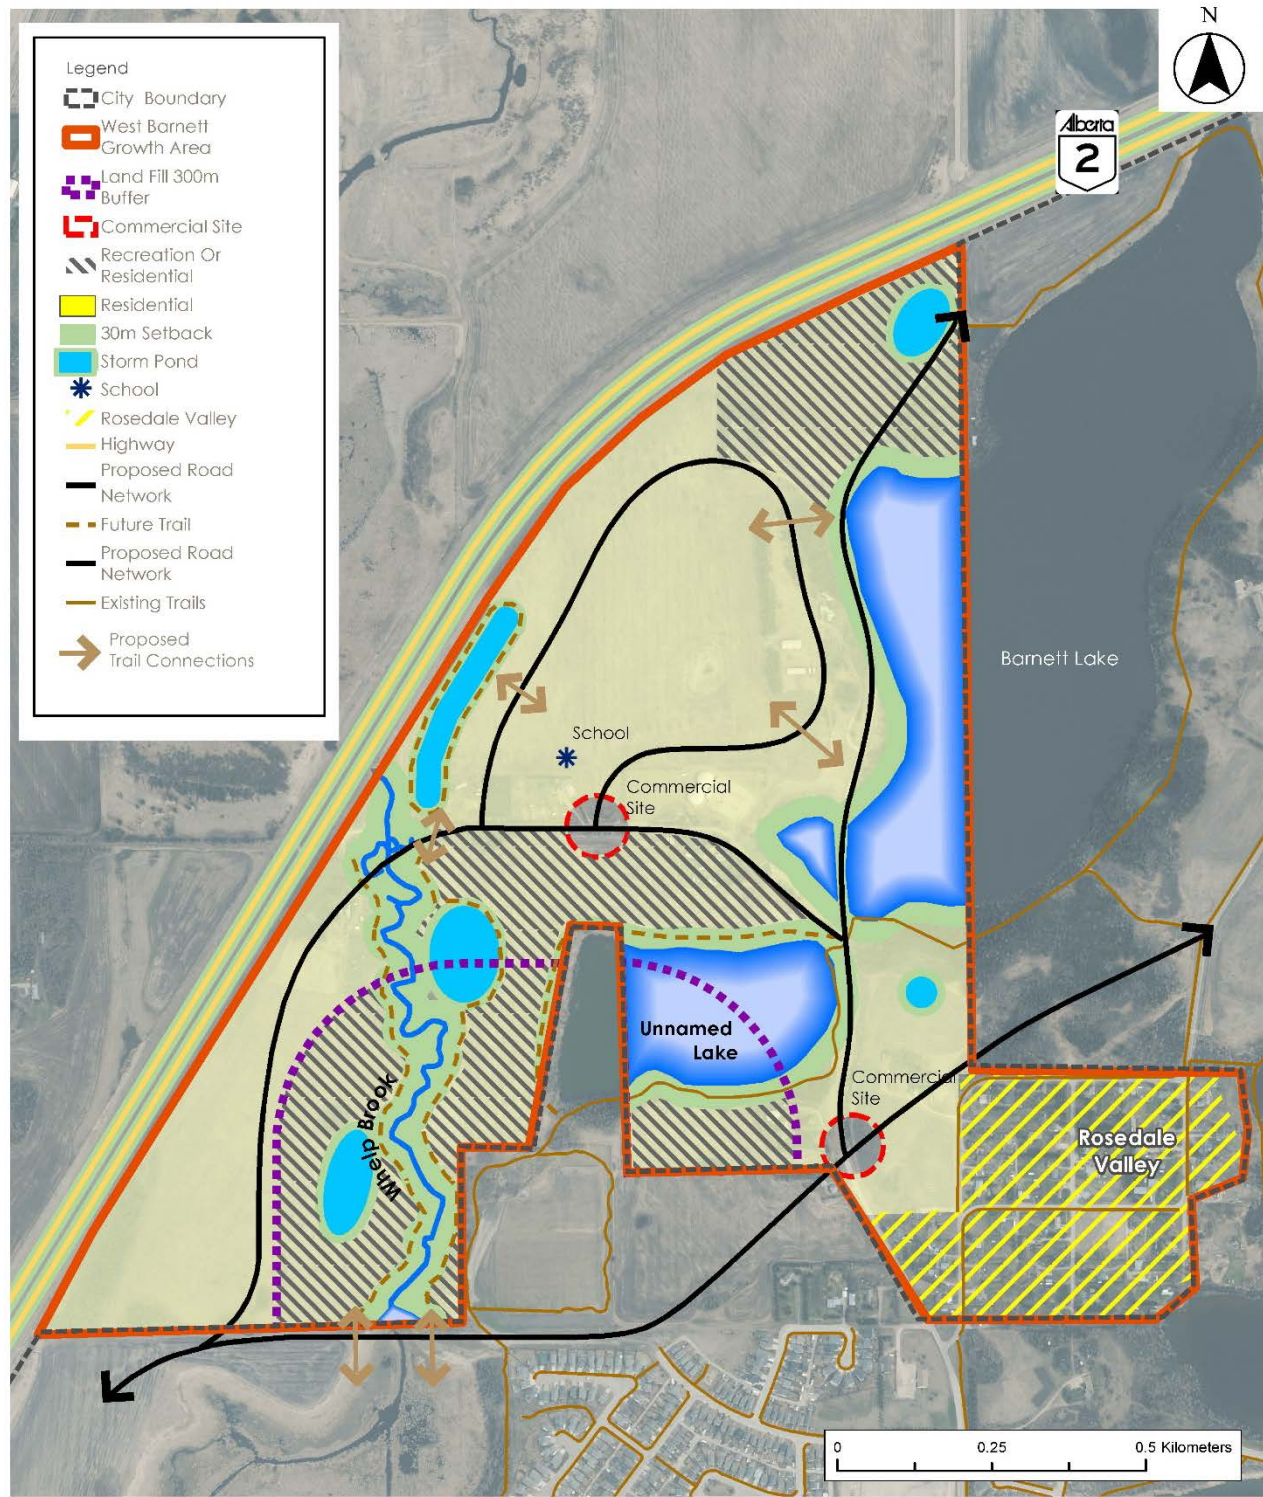 N
Legend
City Boundary
West Barnett
Growth Area
Land Fill 300m
Buffer
Commercial Site
Recreation Or
Residential
Residential
30m Setback
Storm Pond
School
Rosedale Valley
Highway
Proposed Road
Network
Future Trail
Proposed Road
Network
Existing Trails
Proposed
Trail Connections
Alberta
2
Barnett Lake
School
Commercial
Site
Unnamed
Lake
Whelp Brook
Commercial
Site
Rosedale
Valley
0 0.25 0.5 Kilometers